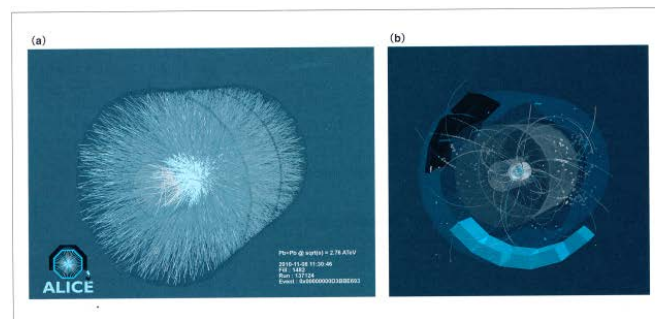 (a)
(b)
ALICE
Pb+Pb @ sqrt(s) = 2.76 ATeV
2010-11-08 11:30:46
Fill : 1482
Run : 137124